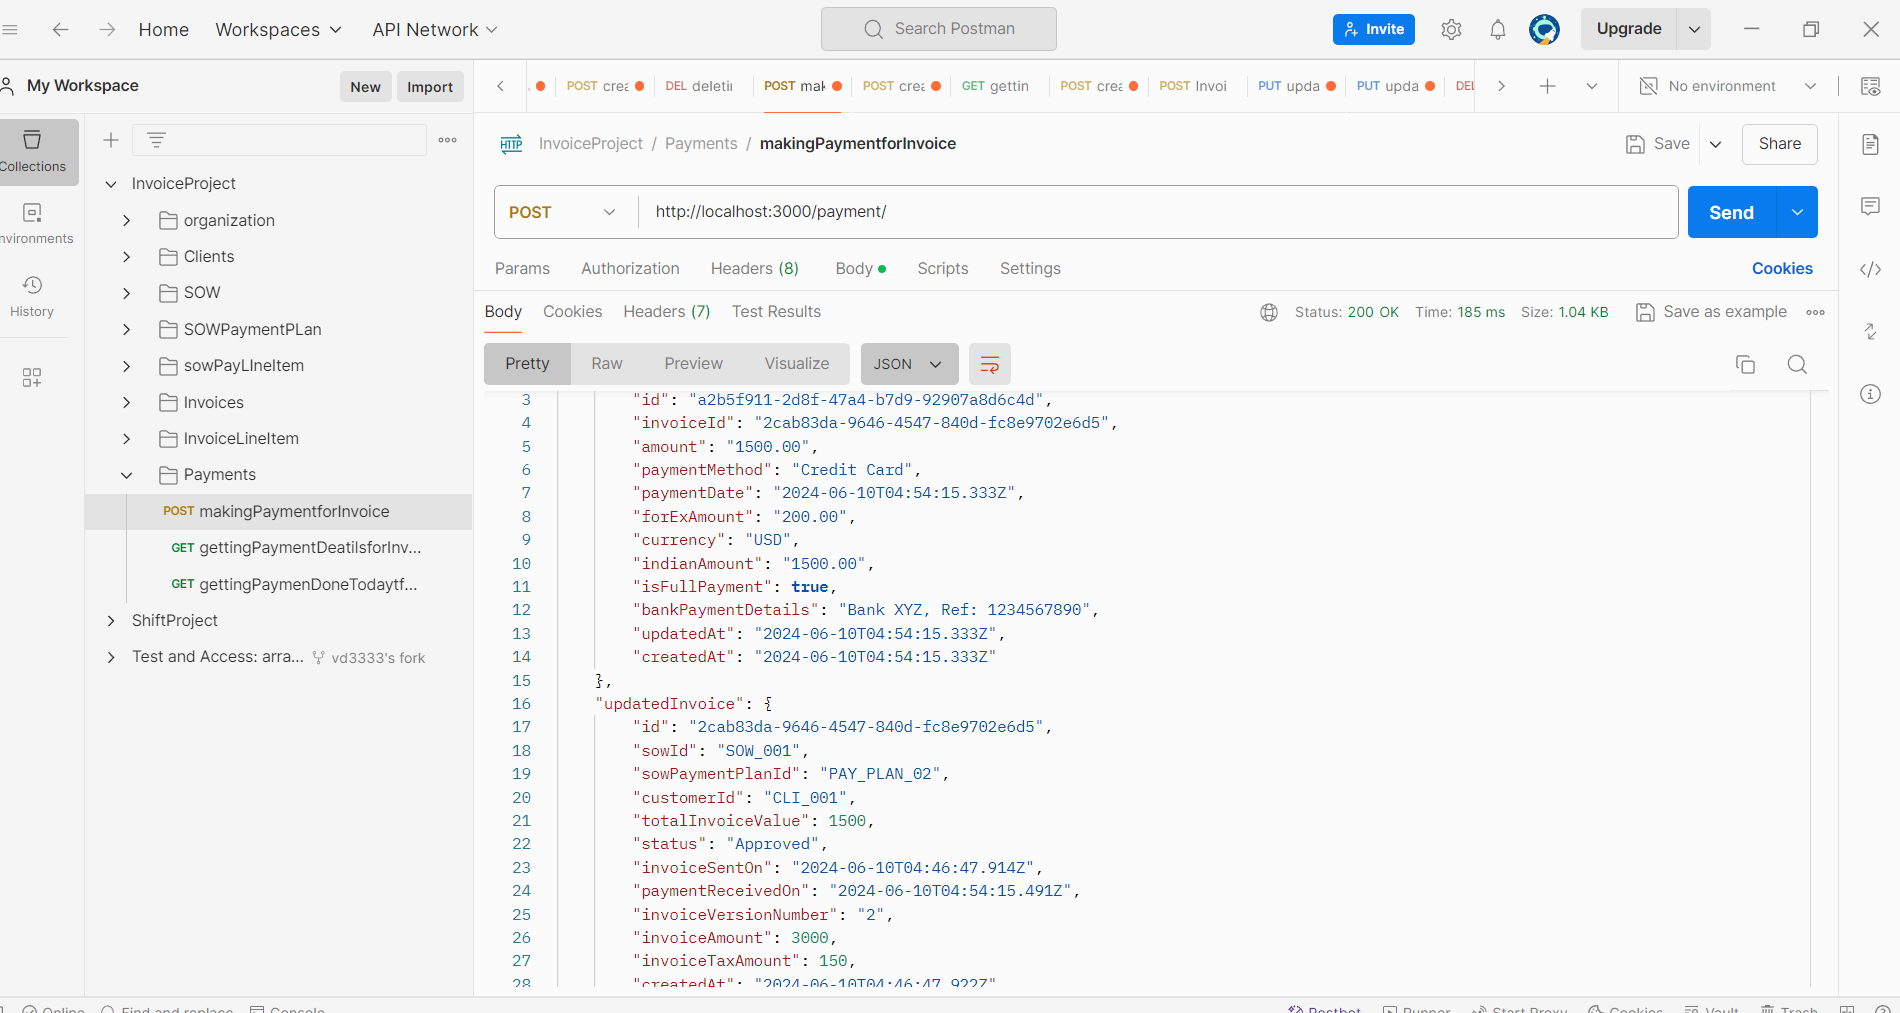 Home Workspaces API Network Search Postman Invite Upgrade
My Workspace New Import
POST crea DEL deletin POST mak POST crea GET gettin POST crea POST Invoi PUT upda PUT upda DEL No environment
Collections
InvoiceProject / Payments / makingPaymentforInvoice Save Share
InvoiceProject
organization
Clients
SOW
SOWPaymentPLan
sowPayLIneItem
Invoices
InvoiceLineItem
Payments
POST makingPaymentforInvoice
GET gettingPaymentDeatilsforInv...
GET gettingPaymenDoneTodaytf...
ShiftProject
Test and Access: arra... vd3333's fork
nvironments
History
POST http://localhost:3000/payment/ Send
Params Authorization Headers (8) Body Scripts Settings Cookies
Body Cookies Headers (7) Test Results Status: 200 OK Time: 185 ms Size: 1.04 KB Save as example
Pretty Raw Preview Visualize JSON
3 "id": "a2b5f911-2d8f-47a4-b7d9-92907a8d6c4d",
4 "invoiceId": "2cab83da-9646-4547-840d-fc8e9702e6d5",
5 "amount": "1500.00",
6 "paymentMethod": "Credit Card",
7 "paymentDate": "2024-06-10T04:54:15.333Z",
8 "forExAmount": "200.00",
9 "currency": "USD",
10 "indianAmount": "1500.00",
11 "isFullPayment": true,
12 "bankPaymentDetails": "Bank XYZ, Ref: 1234567890",
13 "updatedAt": "2024-06-10T04:54:15.333Z",
14 "createdAt": "2024-06-10T04:54:15.333Z"
15 },
16 "updatedInvoice": {
17 "id": "2cab83da-9646-4547-840d-fc8e9702e6d5",
18 "sowId": "SOW_001",
19 "sowPaymentPlanId": "PAY_PLAN_02",
20 "customerId": "CLI_001",
21 "totalInvoiceValue": 1500,
22 "status": "Approved",
23 "invoiceSentOn": "2024-06-10T04:46:47.914Z",
24 "paymentReceivedOn": "2024-06-10T04:54:15.491Z",
25 "invoiceVersionNumber": "2",
26 "invoiceAmount": 3000,
27 "invoiceTaxAmount": 150,
28 "createdAt": "2024-06-10T04:46:47.922Z"
Online Find and replace Console Postbot Runner Start Proxy Cookies Vault Trash